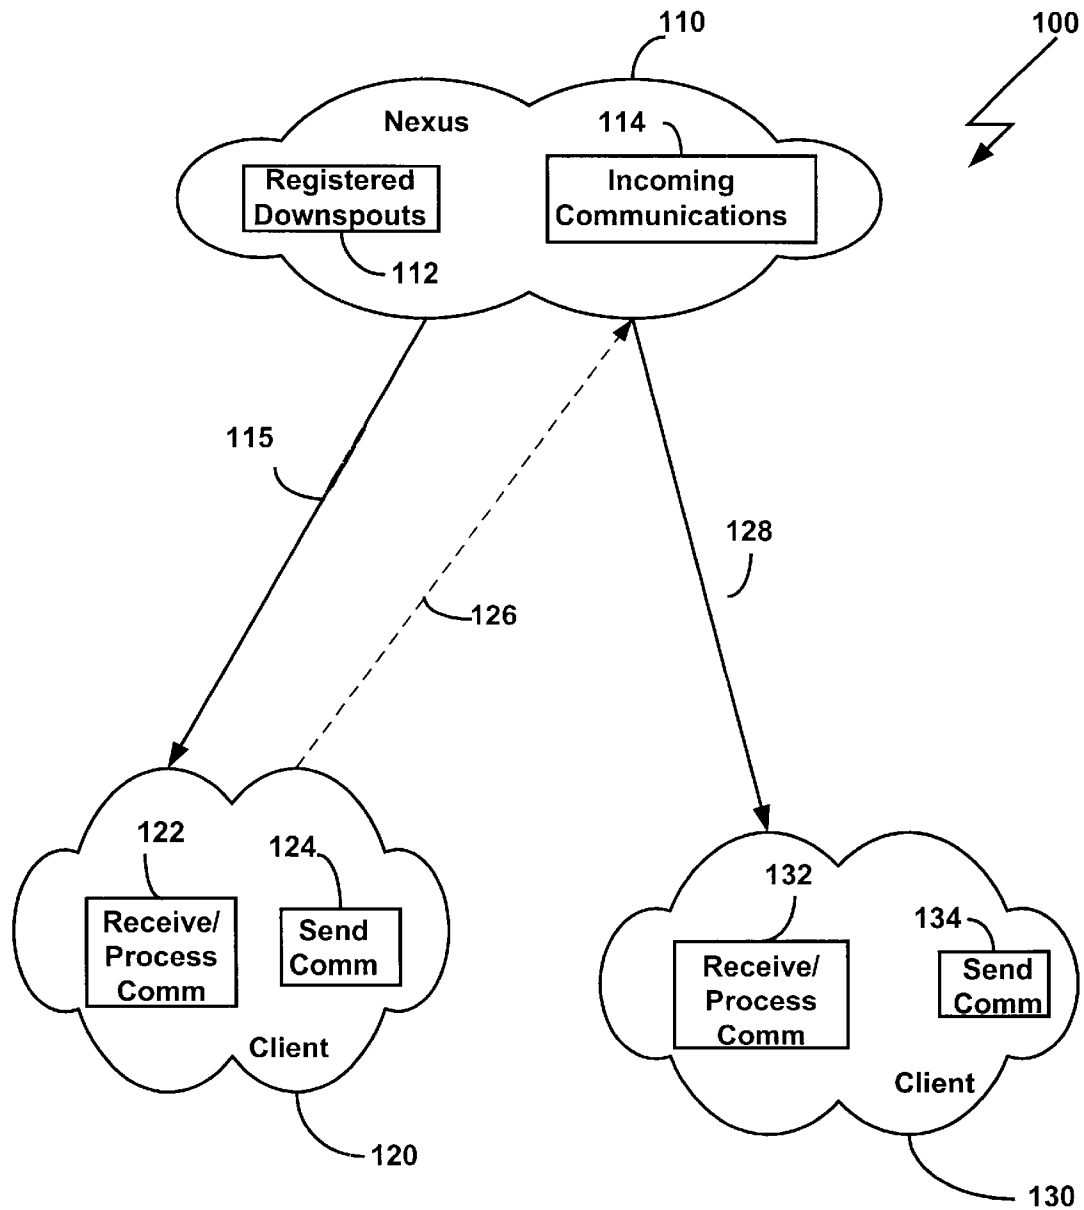 110
100
Nexus
114
Registered
Downspouts
Incoming
Communications
112
115
128
126
122
124
132
134
Receive/
Process
Comm
Send
Comm
Receive/
Process
Comm
Send
Comm
Client
Client
120
130